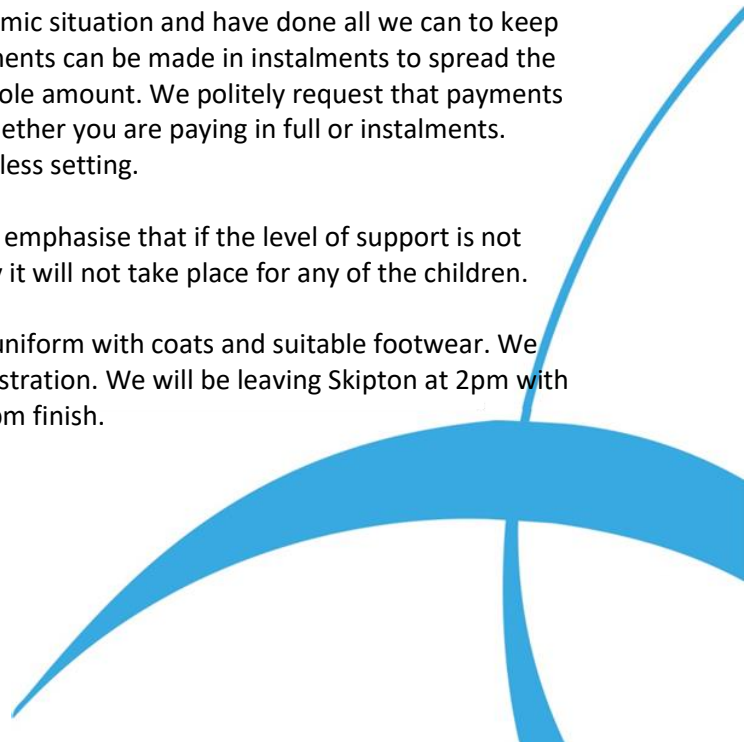 mic situation and have done all we can to keep
nents can be made in instalments to spread the
ole amount. We politely request that payments
ether you are paying in full or instalments.
less setting.
emphasise that if the level of support is not
it will not take place for any of the children.
uniform with coats and suitable footwear. We
stration. We will be leaving Skipton at 2pm with
om finish.